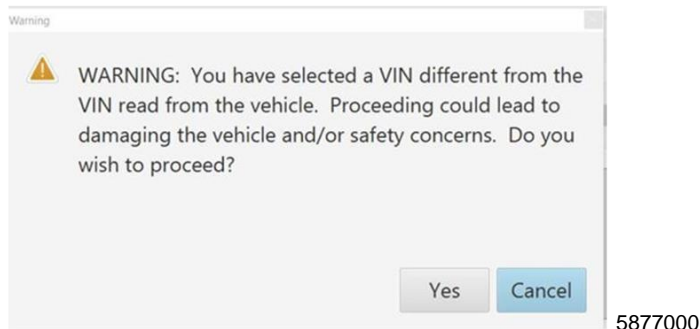 Warning
WARNING: You have selected a VIN different from the
VIN read from the vehicle. Proceeding could lead to
damaging the vehicle and/or safety concerns. Do you
wish to proceed?
Yes
Cancel
5877000